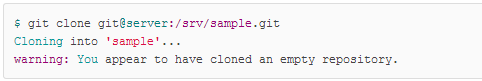 $ git clone git@server:/srv/sample.git
Cloning into 'sample'...
warning: You appear to have cloned an empty repository.